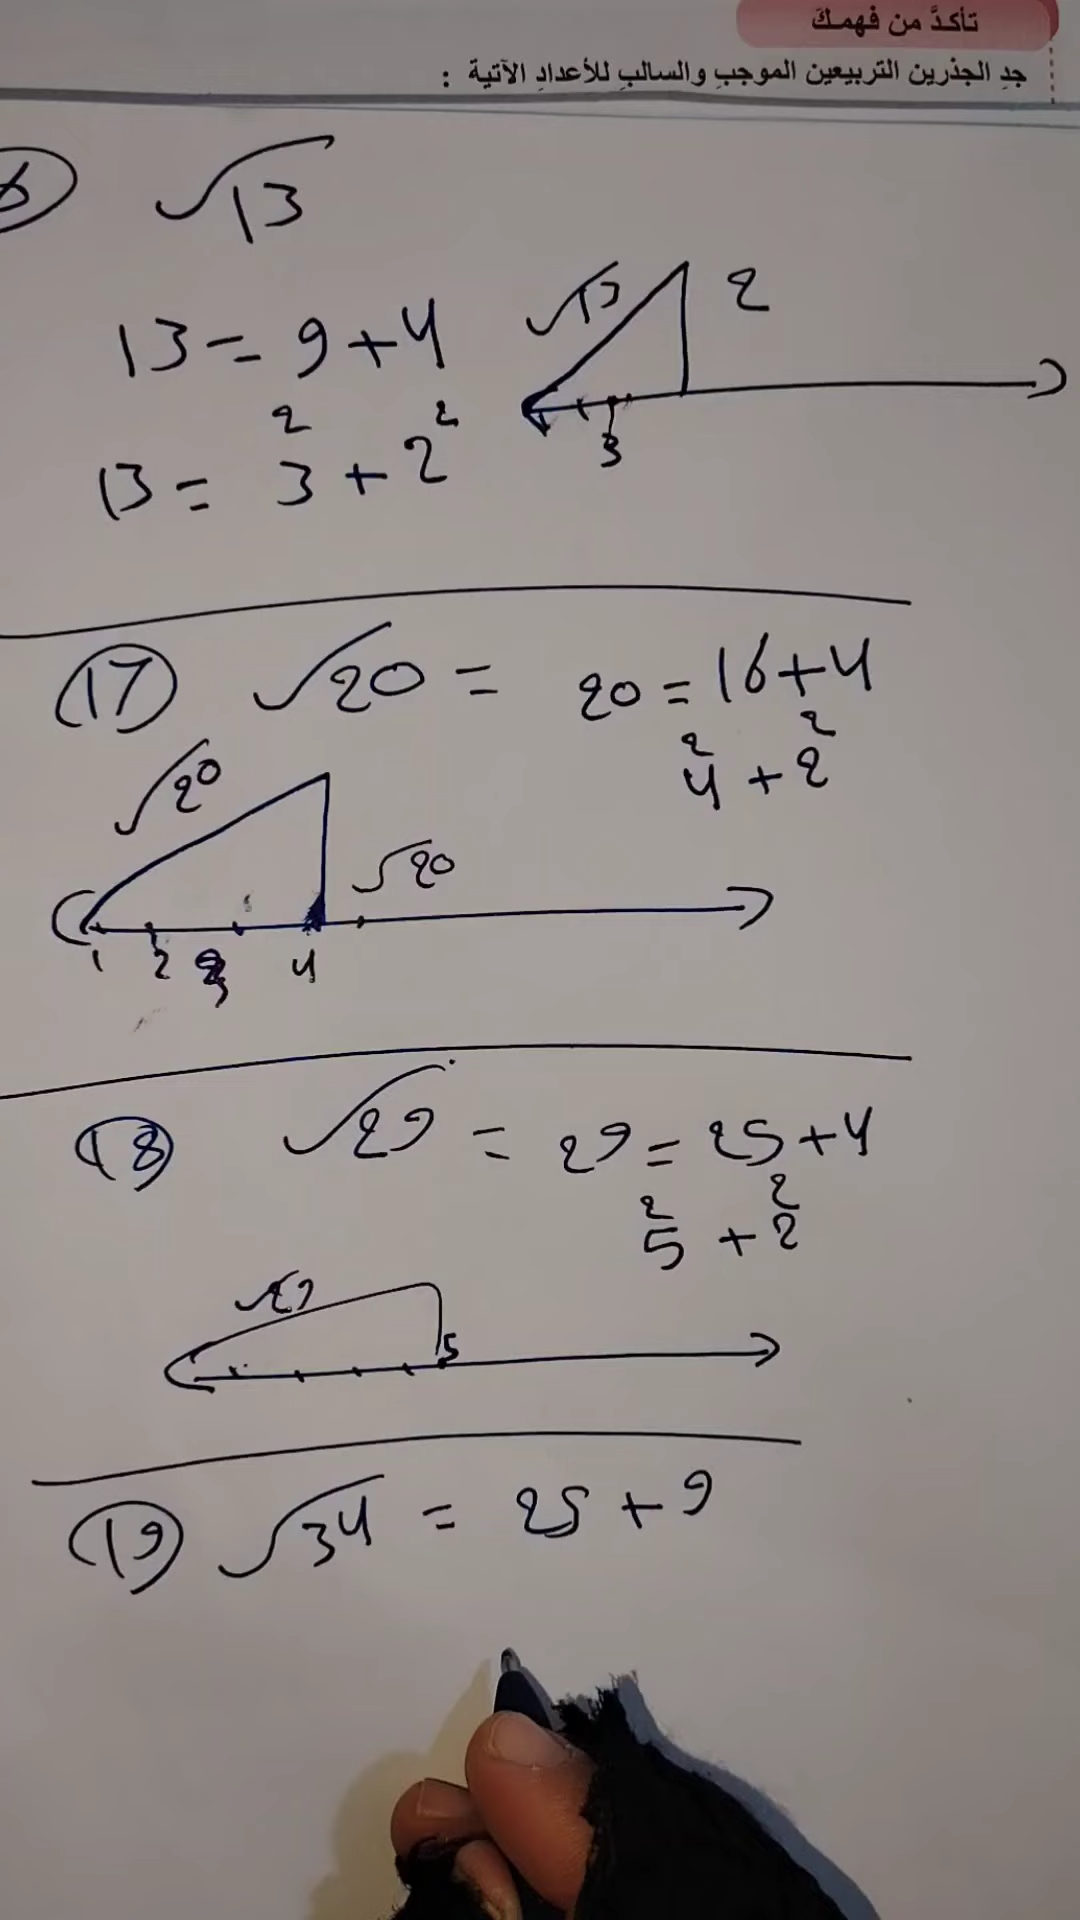 تأكدَّ من فهمكَ
جدِ الجذرين التربيعين الموجبِ والسالبِ للأعدادِ الآتية :
√13
13 = 9 + 4
13 = 3² + 2²
√13
2
3
(17) √20 = 20 = 16 + 4
4² + 2²
√20
√20
1 2 3 4
(18) √29 = 29 = 25 + 4
5² + 2²
√29
5
(19) √34 = 25 + 9